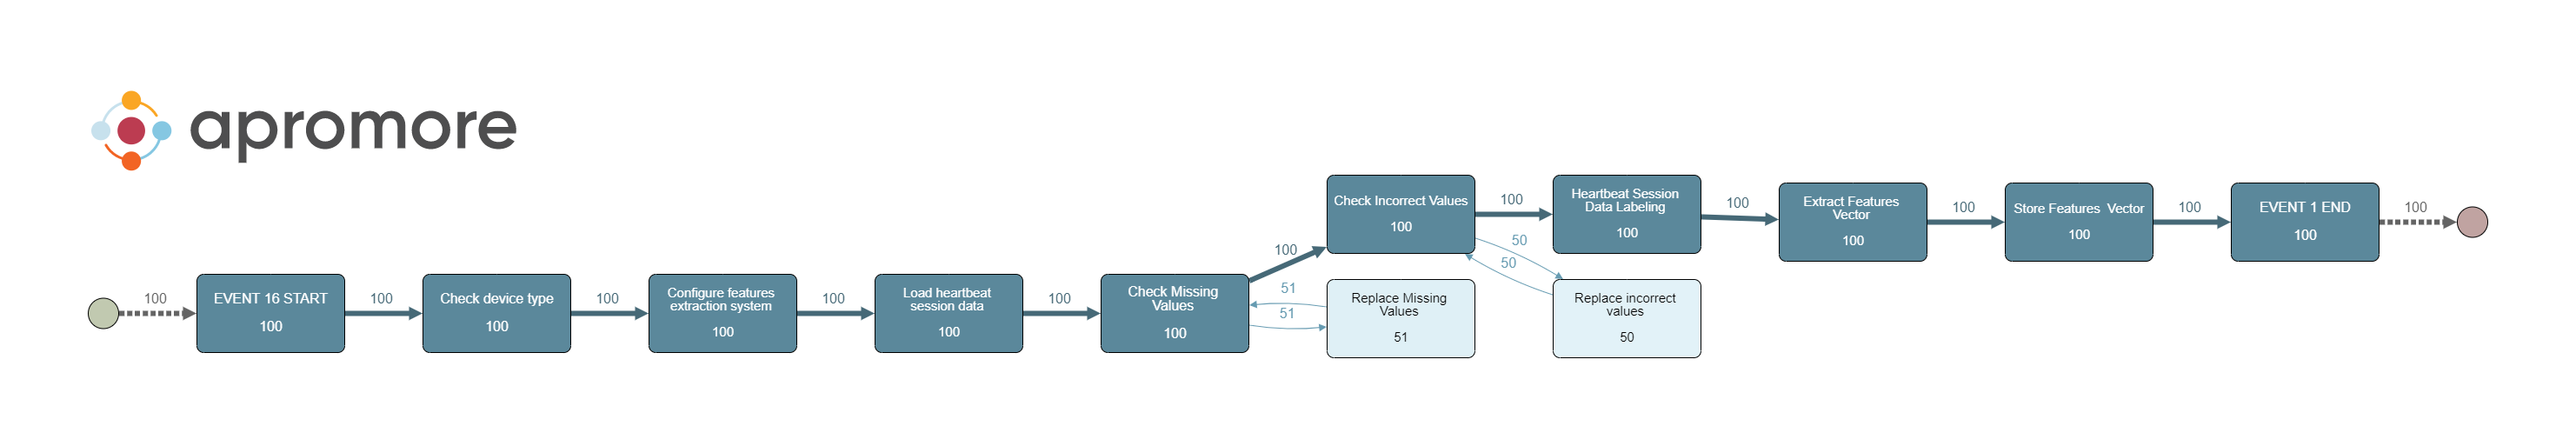 apromore
100
EVENT 16 START
100
100
Check device type
100
100
Configure features
extraction system
100
100
Load heartbeat
session data
100
100
Check Missing
Values
100
100
51
51
Replace Missing
Values
51
Check Incorrect Values
100
100
50
50
Replace incorrect
values
50
Heartbeat Session
Data Labeling
100
100
Extract Features
Vector
100
100
Store Features  Vector
100
100
EVENT 1 END
100
100